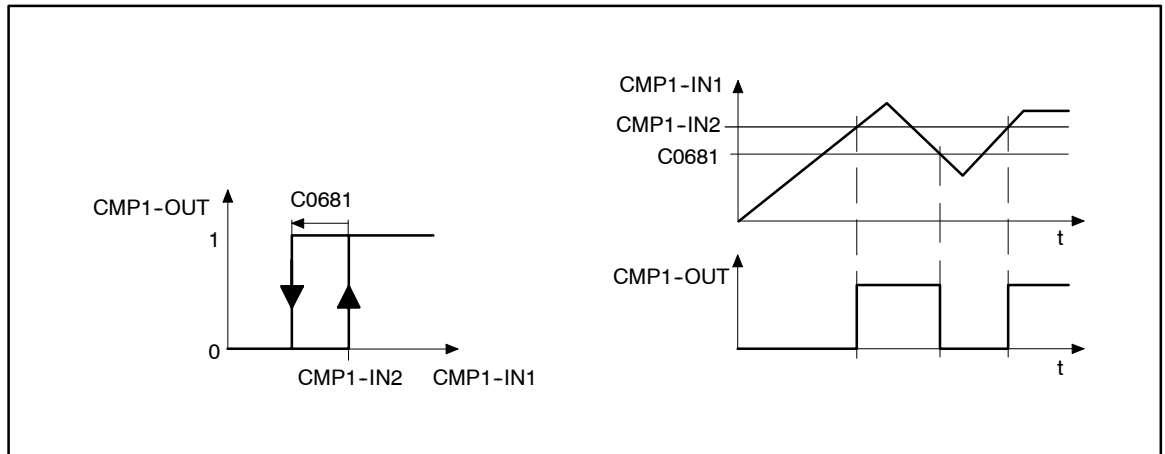 C0681
CMP1-OUT
1
0
CMP1-IN2 CMP1-IN1
CMP1-IN1
CMP1-IN2
C0681
t
CMP1-OUT
t